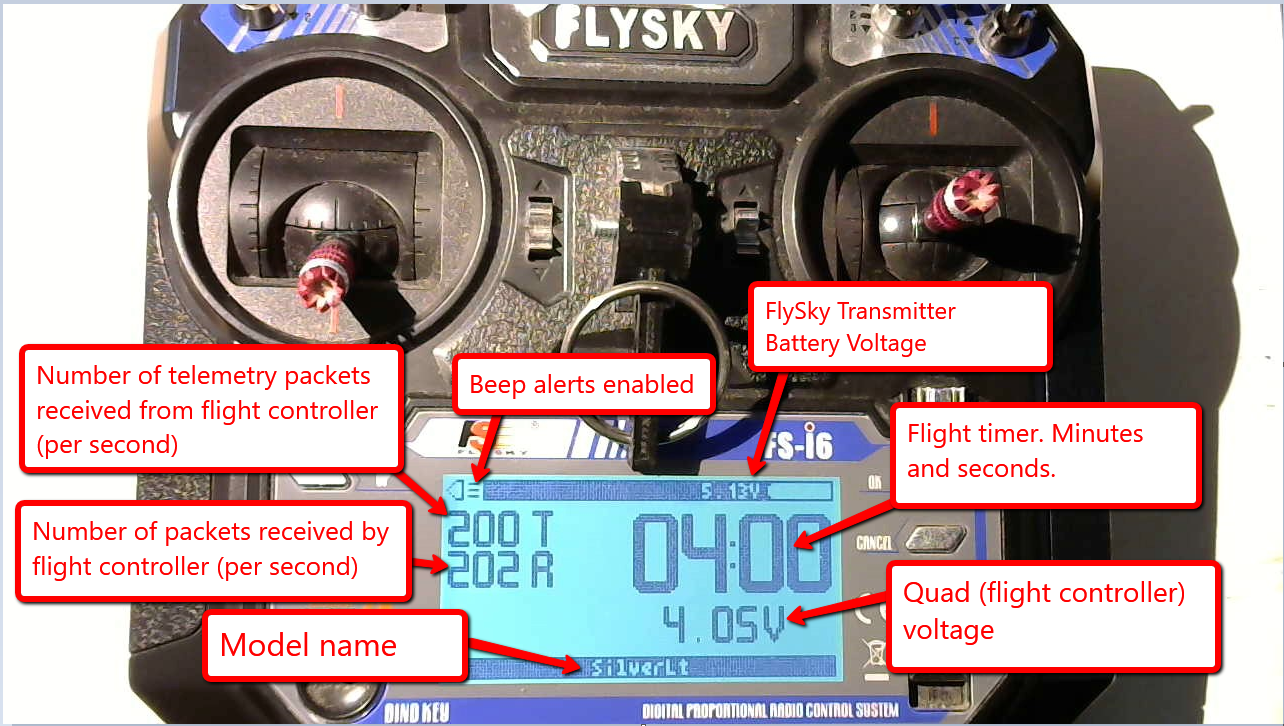 FLYSKY
FlySky Transmitter
Battery Voltage
Number of telemetry packets
received from flight controller
(per second)
Beep alerts enabled
Flight timer. Minutes
and seconds.
FLYSKY
FS-i6
5.13V
OK
200 T
04:00
Number of packets received by
flight controller (per second)
202 R
CANCEL
Quad (flight controller)
voltage
4.05V
Model name
SilverLt
BIND KEY
DIGITAL PROPORTIONAL RADIO CONTROL SYSTEM